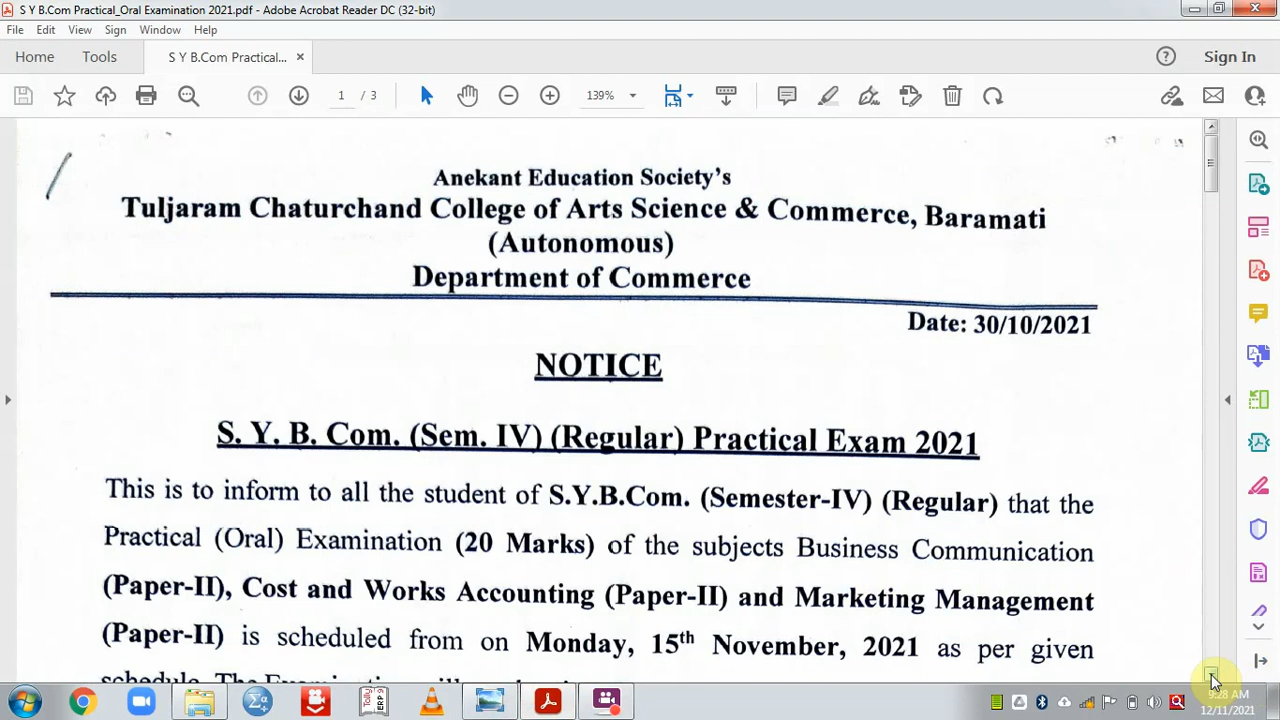 S Y B.Com Practical_Oral Examination 2021.pdf - Adobe Acrobat Reader DC (32-bit)
File Edit View Sign Window Help
Home Tools S Y B.Com Practical... × Sign In
1 / 3 139%
Anekant Education Society's
Tuljaram Chaturchand College of Arts Science & Commerce, Baramati
(Autonomous)
Department of Commerce
Date: 30/10/2021
NOTICE
S. Y. B. Com. (Sem. IV) (Regular) Practical Exam 2021
This is to inform to all the student of S.Y.B.Com. (Semester-IV) (Regular) that the
Practical (Oral) Examination (20 Marks) of the subjects Business Communication
(Paper-II), Cost and Works Accounting (Paper-II) and Marketing Management
(Paper-II) is scheduled from on Monday, 15th November, 2021 as per given
schedule. The Examination will
9:28 AM
12/11/2021